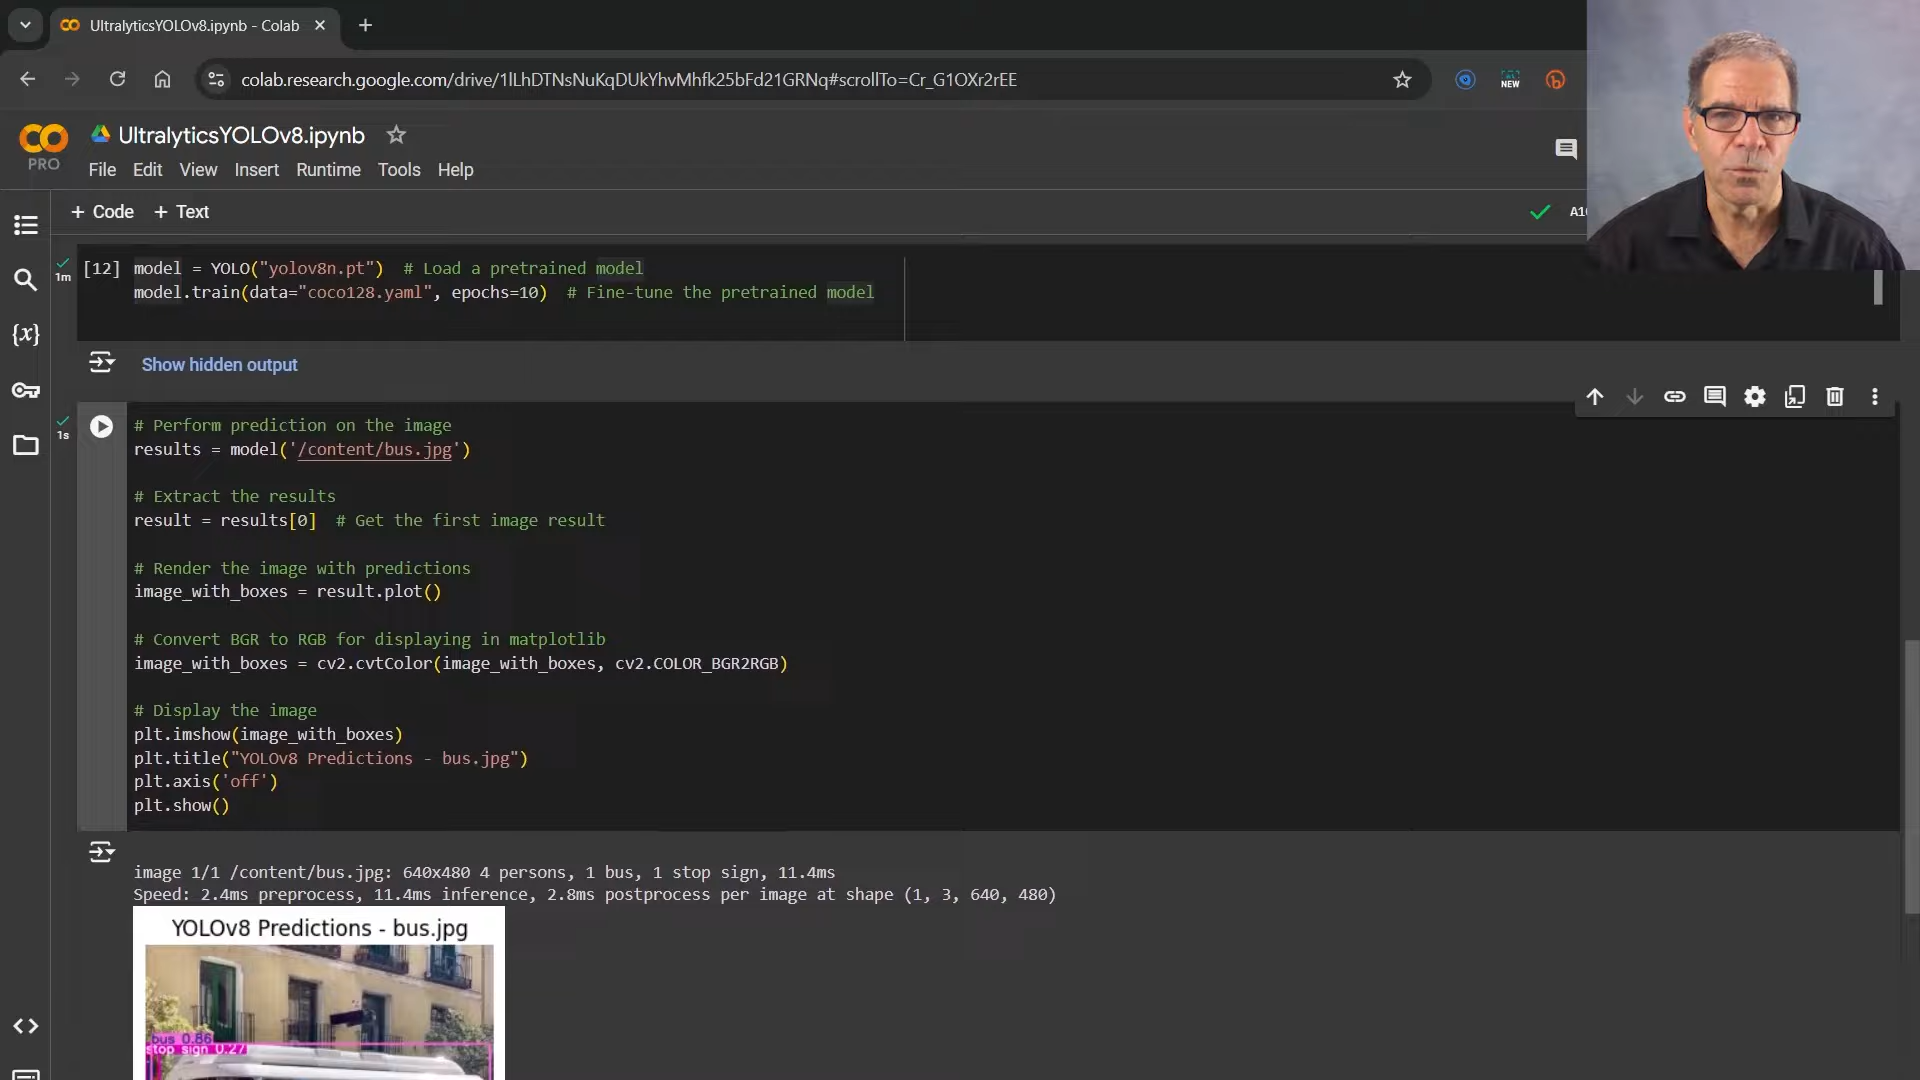 UltralyticsYOLOv8.ipynb - Colab
colab.research.google.com/drive/1lLhDTNsNuKqDUkYhvMhfk25bFd21GRNq#scrollTo=Cr_G1OXr2rEE
NEW
UltralyticsYOLOv8.ipynb
PRO
File Edit View Insert Runtime Tools Help
+ Code + Text
[12] model = YOLO("yolov8n.pt") # Load a pretrained model
1m
model.train(data="coco128.yaml", epochs=10) # Fine-tune the pretrained model
Show hidden output
{x}
1s
# Perform prediction on the image
results = model('/content/bus.jpg')
# Extract the results
result = results[0] # Get the first image result
# Render the image with predictions
image_with_boxes = result.plot()
# Convert BGR to RGB for displaying in matplotlib
image_with_boxes = cv2.cvtColor(image_with_boxes, cv2.COLOR_BGR2RGB)
# Display the image
plt.imshow(image_with_boxes)
plt.title("YOLOv8 Predictions - bus.jpg")
plt.axis('off')
plt.show()
image 1/1 /content/bus.jpg: 640x480 4 persons, 1 bus, 1 stop sign, 11.4ms
Speed: 2.4ms preprocess, 11.4ms inference, 2.8ms postprocess per image at shape (1, 3, 640, 480)
YOLOv8 Predictions - bus.jpg
bus 0.86
stop sign 0.27